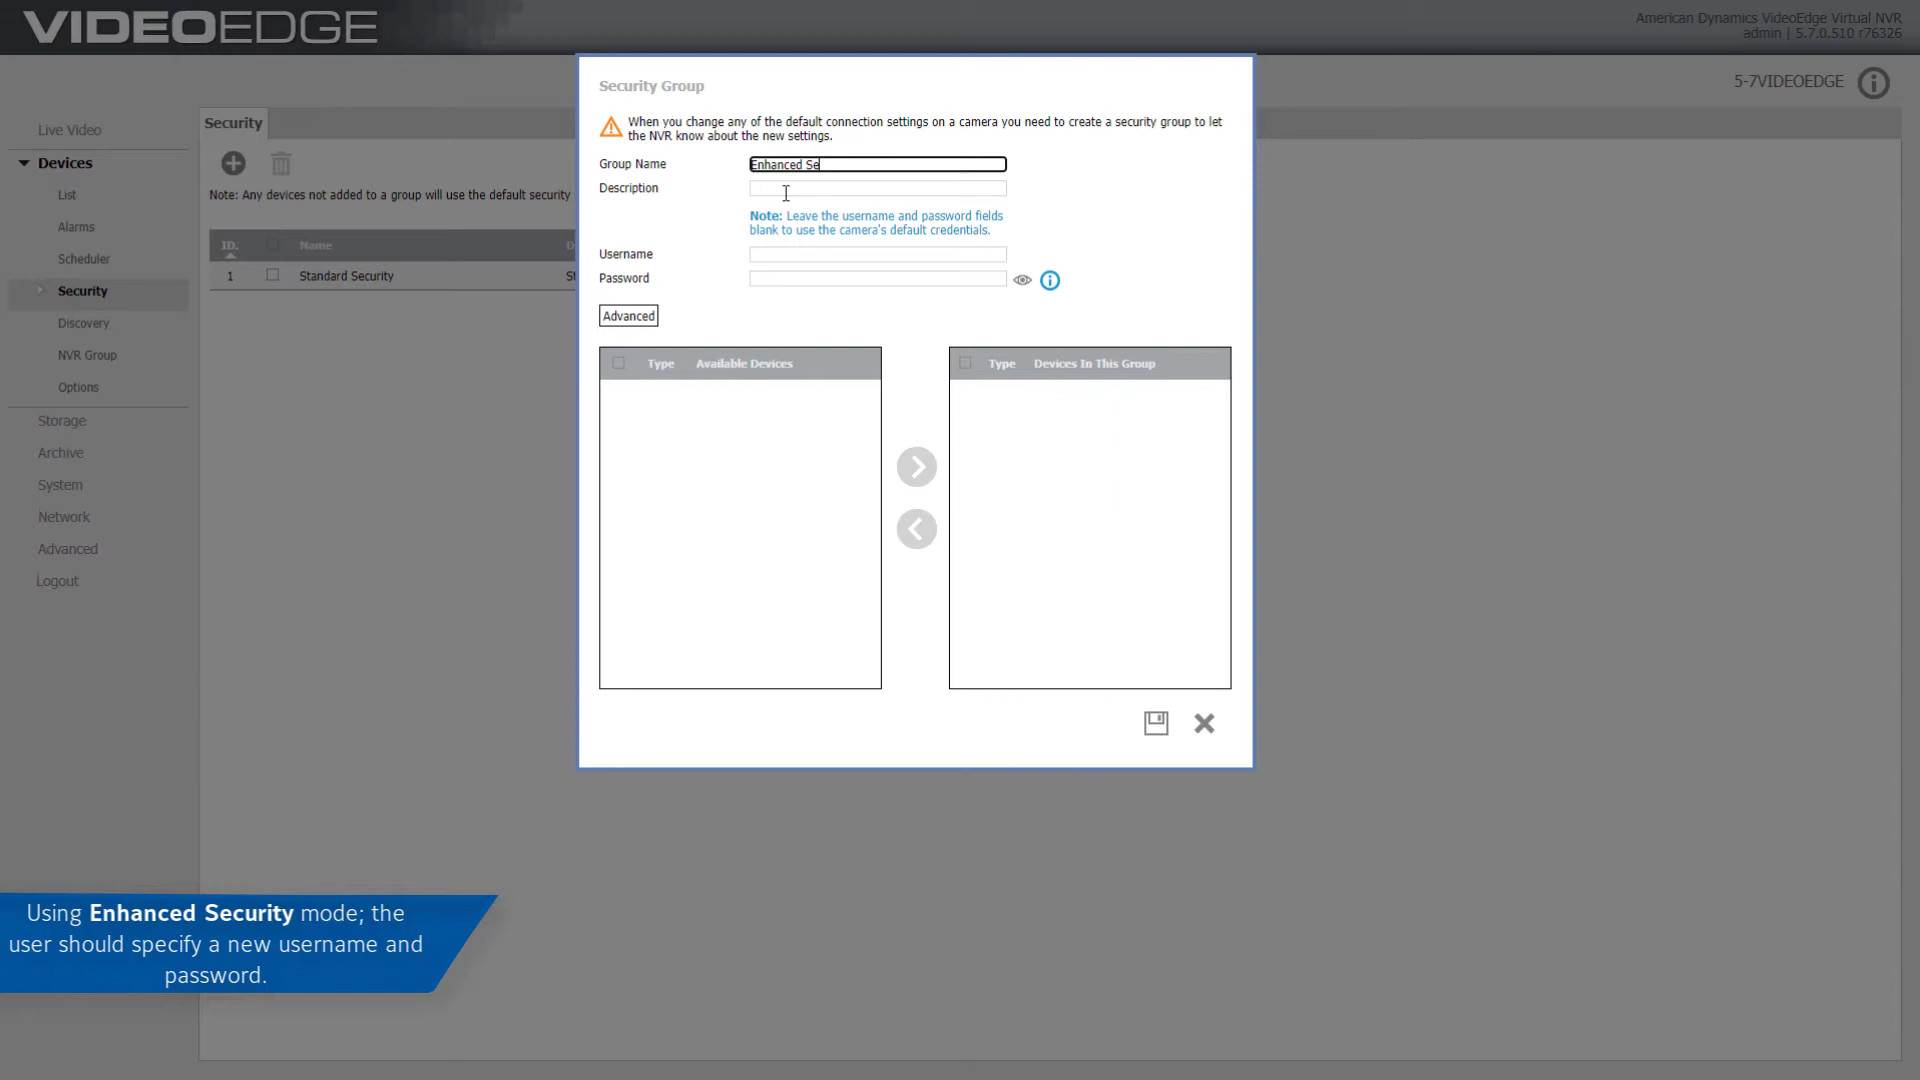 VIDEOEDGE
American Dynamics VideoEdge Virtual NVR
admin | 5.7.0.510 r76326
5-7VIDEOEDGE
Live Video
Devices
List
Alarms
Scheduler
Security
Discovery
NVR Group
Options
Storage
Archive
System
Network
Advanced
Logout
Security
Note: Any devices not added to a group will use the default security
ID. Name
1 Standard Security
Security Group
When you change any of the default connection settings on a camera you need to create a security group to let
the NVR know about the new settings.
Group Name Enhanced Se
Description
Note: Leave the username and password fields
blank to use the camera's default credentials.
Username
Password
Advanced
Type Available Devices
Type Devices In This Group
Using Enhanced Security mode; the
user should specify a new username and
password.